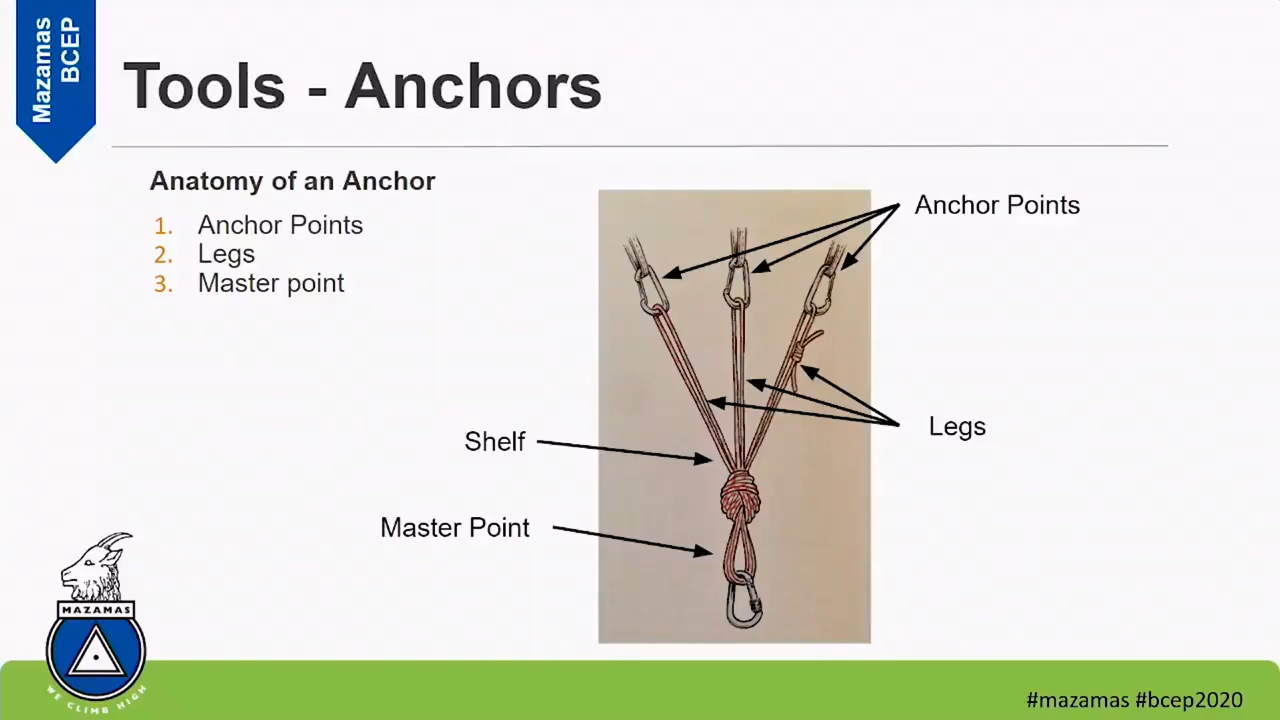 Mazamas
BCEP
Tools - Anchors
Anatomy of an Anchor
1. Anchor Points
2. Legs
3. Master point
Anchor Points
Legs
Shelf
Master Point
MAZAMAS
WE CLIMB HIGH
#mazamas #bcep2020